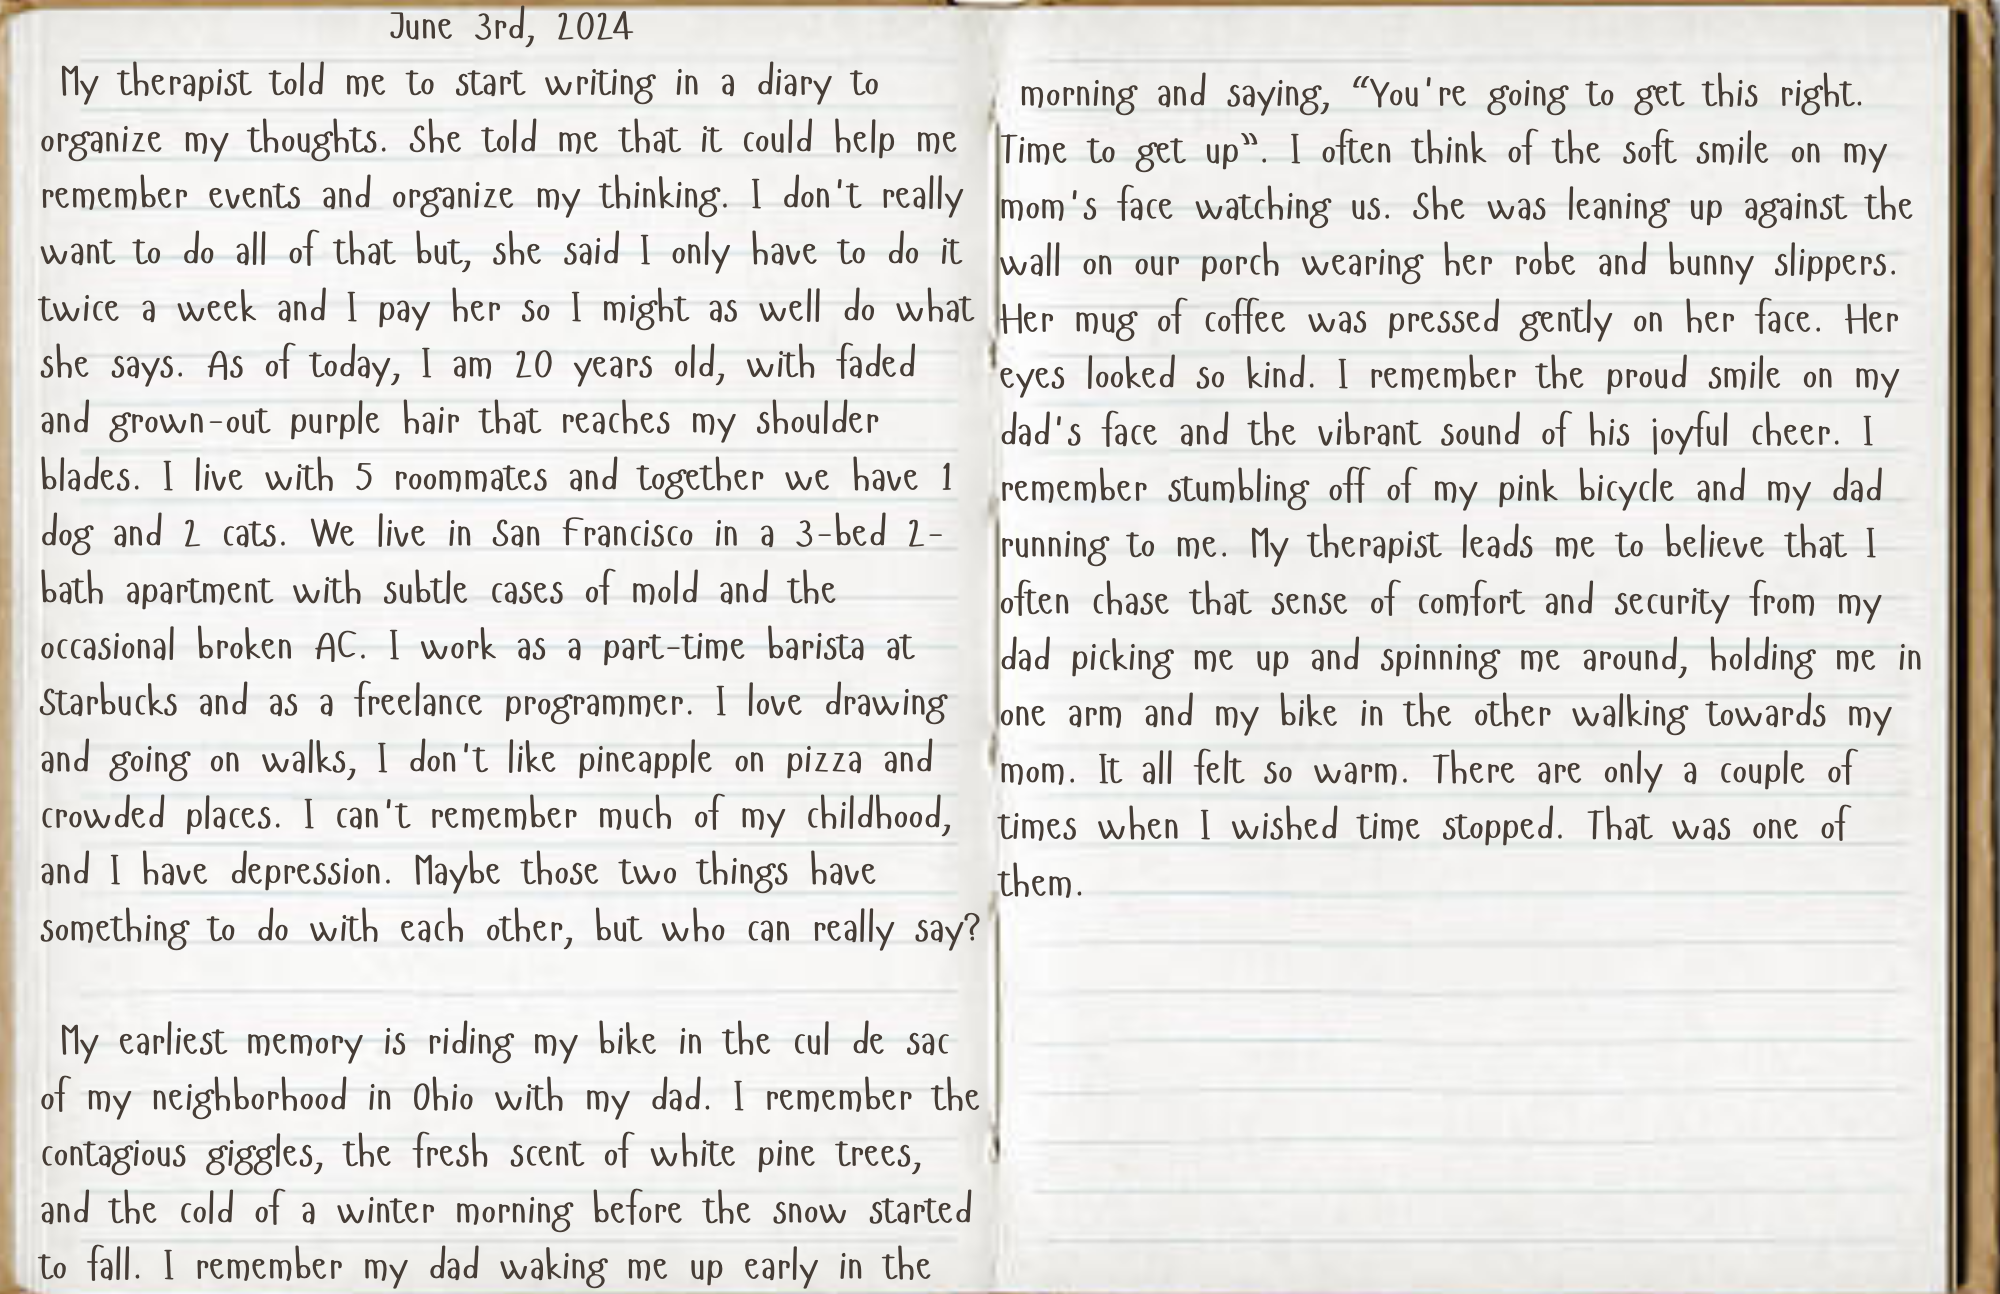 June 3rd, 2024
My therapist told me to start writing in a diary to
organize my thoughts. She told me that it could help me
remember events and organize my thinking. I don't really
want to do all of that but, she said I only have to do it
twice a week and I pay her so I might as well do what
she says. As of today, I am 20 years old, with faded
and grown-out purple hair that reaches my shoulder
blades. I live with 5 roommates and together we have 1
dog and 2 cats. We live in San Francisco in a 3-bed 2-
bath apartment with subtle cases of mold and the
occasional broken AC. I work as a part-time barista at
Starbucks and as a freelance programmer. I love drawing
and going on walks, I don't like pineapple on pizza and
crowded places. I can't remember much of my childhood,
and I have depression. Maybe those two things have
something to do with each other, but who can really say?
My earliest memory is riding my bike in the cul de sac
of my neighborhood in Ohio with my dad. I remember the
contagious giggles, the fresh scent of white pine trees,
and the cold of a winter morning before the snow started
to fall. I remember my dad waking me up early in the
morning and saying, “You're going to get this right.
Time to get up”. I often think of the soft smile on my
mom's face watching us. She was leaning up against the
wall on our porch wearing her robe and bunny slippers.
Her mug of coffee was pressed gently on her face. Her
eyes looked so kind. I remember the proud smile on my
dad's face and the vibrant sound of his joyful cheer. I
remember stumbling off of my pink bicycle and my dad
running to me. My therapist leads me to believe that I
often chase that sense of comfort and security from my
dad picking me up and spinning me around, holding me in
one arm and my bike in the other walking towards my
mom. It all felt so warm. There are only a couple of
times when I wished time stopped. That was one of
them.